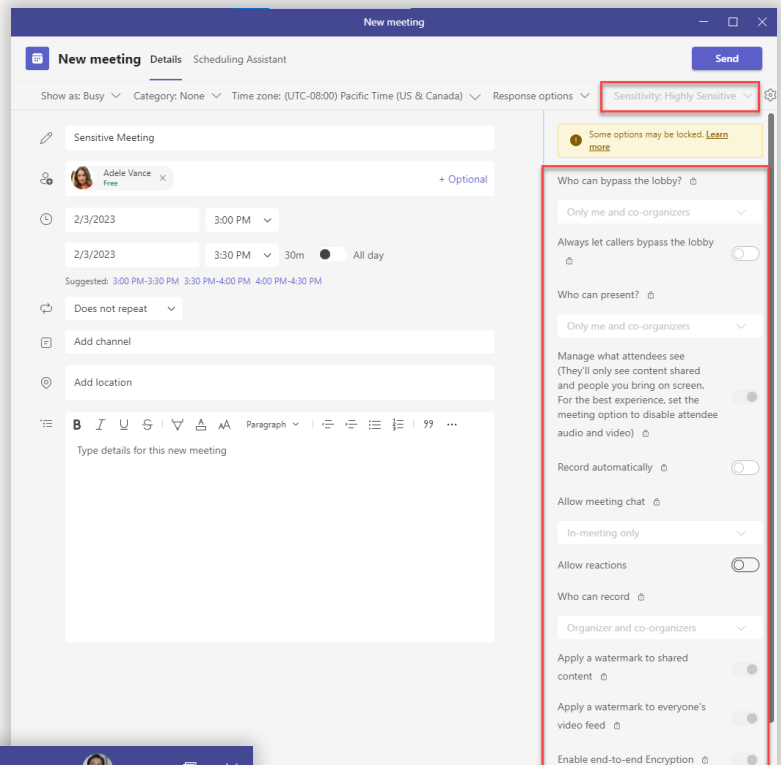 New meeting
New meeting Details Scheduling Assistant Send
Show as: Busy Category: None Time zone: (UTC-08:00) Pacific Time (US & Canada) Response options Sensitivity: Highly Sensitive
Sensitive Meeting
Adele Vance
Free
+ Optional
2/3/2023 3:00 PM
2/3/2023 3:30 PM 30m All day
Suggested: 3:00 PM-3:30 PM 3:30 PM-4:00 PM 4:00 PM-4:30 PM
Does not repeat
Add channel
Add location
B I U S A AA Paragraph 99 ...
Type details for this new meeting
Some options may be locked. Learn
more
Who can bypass the lobby?
Only me and co-organizers
Always let callers bypass the lobby
Who can present?
Only me and co-organizers
Manage what attendees see
(They'll only see content shared
and people you bring on screen.
For the best experience, set the
meeting option to disable attendee
audio and video)
Record automatically
Allow meeting chat
In-meeting only
Allow reactions
Who can record
Organizer and co-organizers
Apply a watermark to shared
content
Apply a watermark to everyone's
video feed
Enable end-to-end Encryption